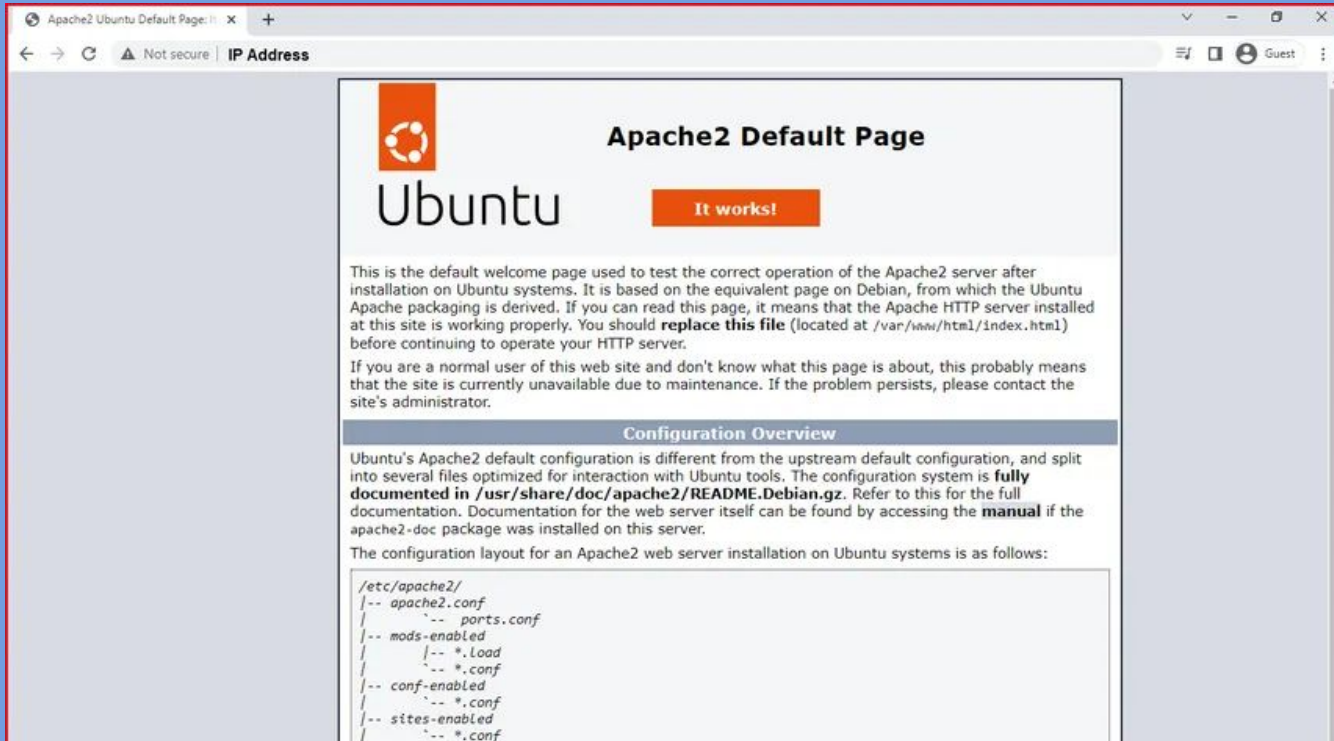 Apache2 Ubuntu Default Page: I
Not secure | IP Address
Guest
Apache2 Default Page
Ubuntu
It works!
This is the default welcome page used to test the correct operation of the Apache2 server after
installation on Ubuntu systems. It is based on the equivalent page on Debian, from which the Ubuntu
Apache packaging is derived. If you can read this page, it means that the Apache HTTP server installed
at this site is working properly. You should replace this file (located at /var/www/html/index.html)
before continuing to operate your HTTP server.
If you are a normal user of this web site and don't know what this page is about, this probably means
that the site is currently unavailable due to maintenance. If the problem persists, please contact the
site's administrator.
Configuration Overview
Ubuntu's Apache2 default configuration is different from the upstream default configuration, and split
into several files optimized for interaction with Ubuntu tools. The configuration system is fully
documented in /usr/share/doc/apache2/README.Debian.gz. Refer to this for the full
documentation. Documentation for the web server itself can be found by accessing the manual if the
apache2-doc package was installed on this server.
The configuration layout for an Apache2 web server installation on Ubuntu systems is as follows:
/etc/apache2/
|-- apache2.conf
|       `--  ports.conf
|-- mods-enabled
|       |-- *.load
|       `-- *.conf
|-- conf-enabled
|       `-- *.conf
|-- sites-enabled
|       `-- *.conf